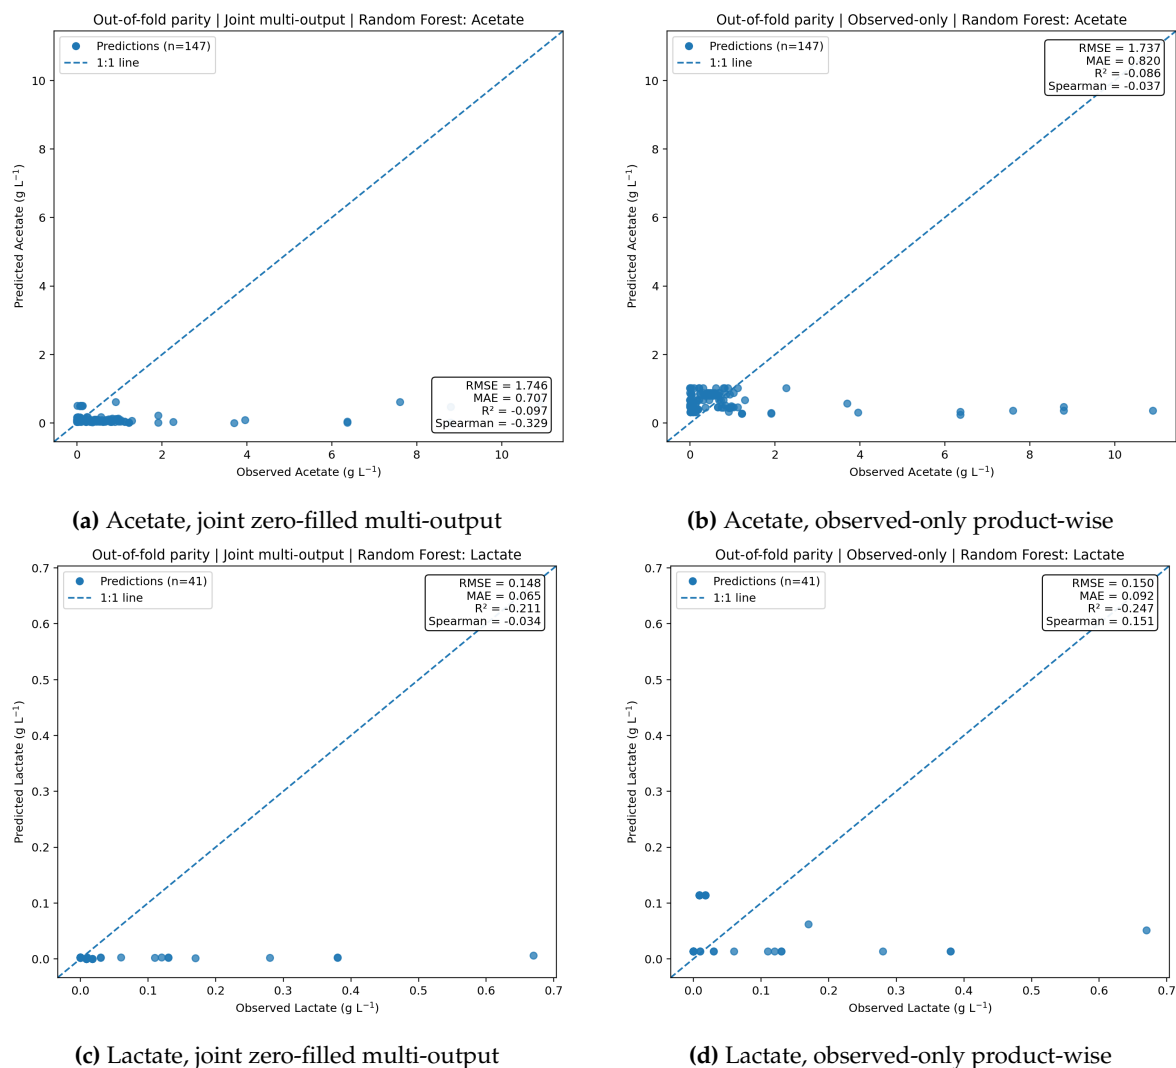 Out-of-fold parity | Joint multi-output | Random Forest: Acetate
Predictions (n=147)
1:1 line
10
8
6
4
2
0
Predicted Acetate (g L⁻¹)
RMSE = 1.746
MAE = 0.707
R² = -0.097
Spearman = -0.329
0 2 4 6 8 10
Observed Acetate (g L⁻¹)
(a) Acetate, joint zero-filled multi-output
Out-of-fold parity | Observed-only | Random Forest: Acetate
Predictions (n=147)
1:1 line
RMSE = 1.737
MAE = 0.820
R² = -0.086
Spearman = -0.037
10
8
6
4
2
0
Predicted Acetate (g L⁻¹)
0 2 4 6 8 10
Observed Acetate (g L⁻¹)
(b) Acetate, observed-only product-wise
Out-of-fold parity | Joint multi-output | Random Forest: Lactate
Predictions (n=41)
1:1 line
RMSE = 0.148
MAE = 0.065
R² = -0.211
Spearman = -0.034
0.7
0.6
0.5
0.4
0.3
0.2
0.1
0.0
Predicted Lactate (g L⁻¹)
0.0 0.1 0.2 0.3 0.4 0.5 0.6 0.7
Observed Lactate (g L⁻¹)
(c) Lactate, joint zero-filled multi-output
Out-of-fold parity | Observed-only | Random Forest: Lactate
Predictions (n=41)
1:1 line
RMSE = 0.150
MAE = 0.092
R² = -0.247
Spearman = 0.151
0.7
0.6
0.5
0.4
0.3
0.2
0.1
0.0
Predicted Lactate (g L⁻¹)
0.0 0.1 0.2 0.3 0.4 0.5 0.6 0.7
Observed Lactate (g L⁻¹)
(d) Lactate, observed-only product-wise